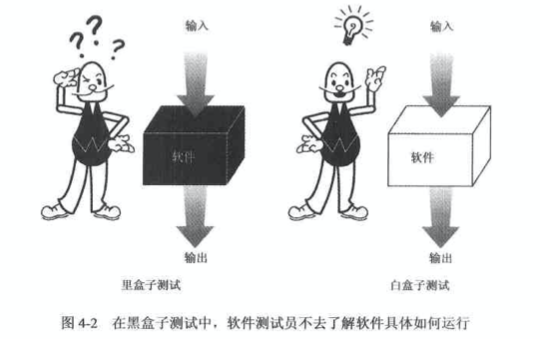 ???
输入
输入
软件
软件
输出
输出
里盒子测试
白盒子测试
图 4-2 在黑盒子测试中，软件测试员不去了解软件具体如何运行